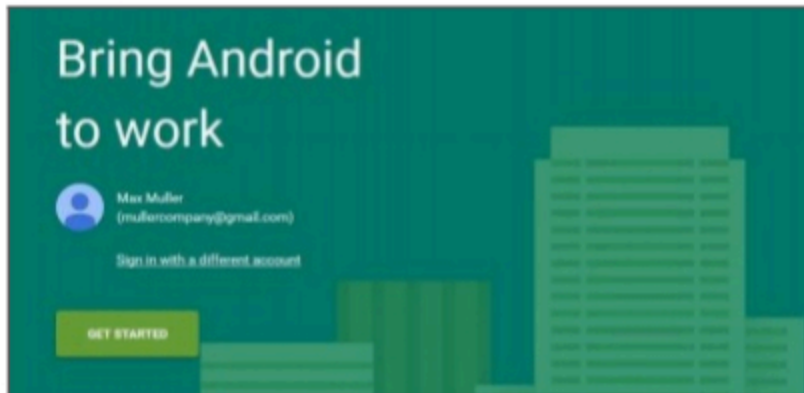 Bring Android
to work
Max Muller
(mullercompany@gmail.com)
Sign in with a different account
GET STARTED